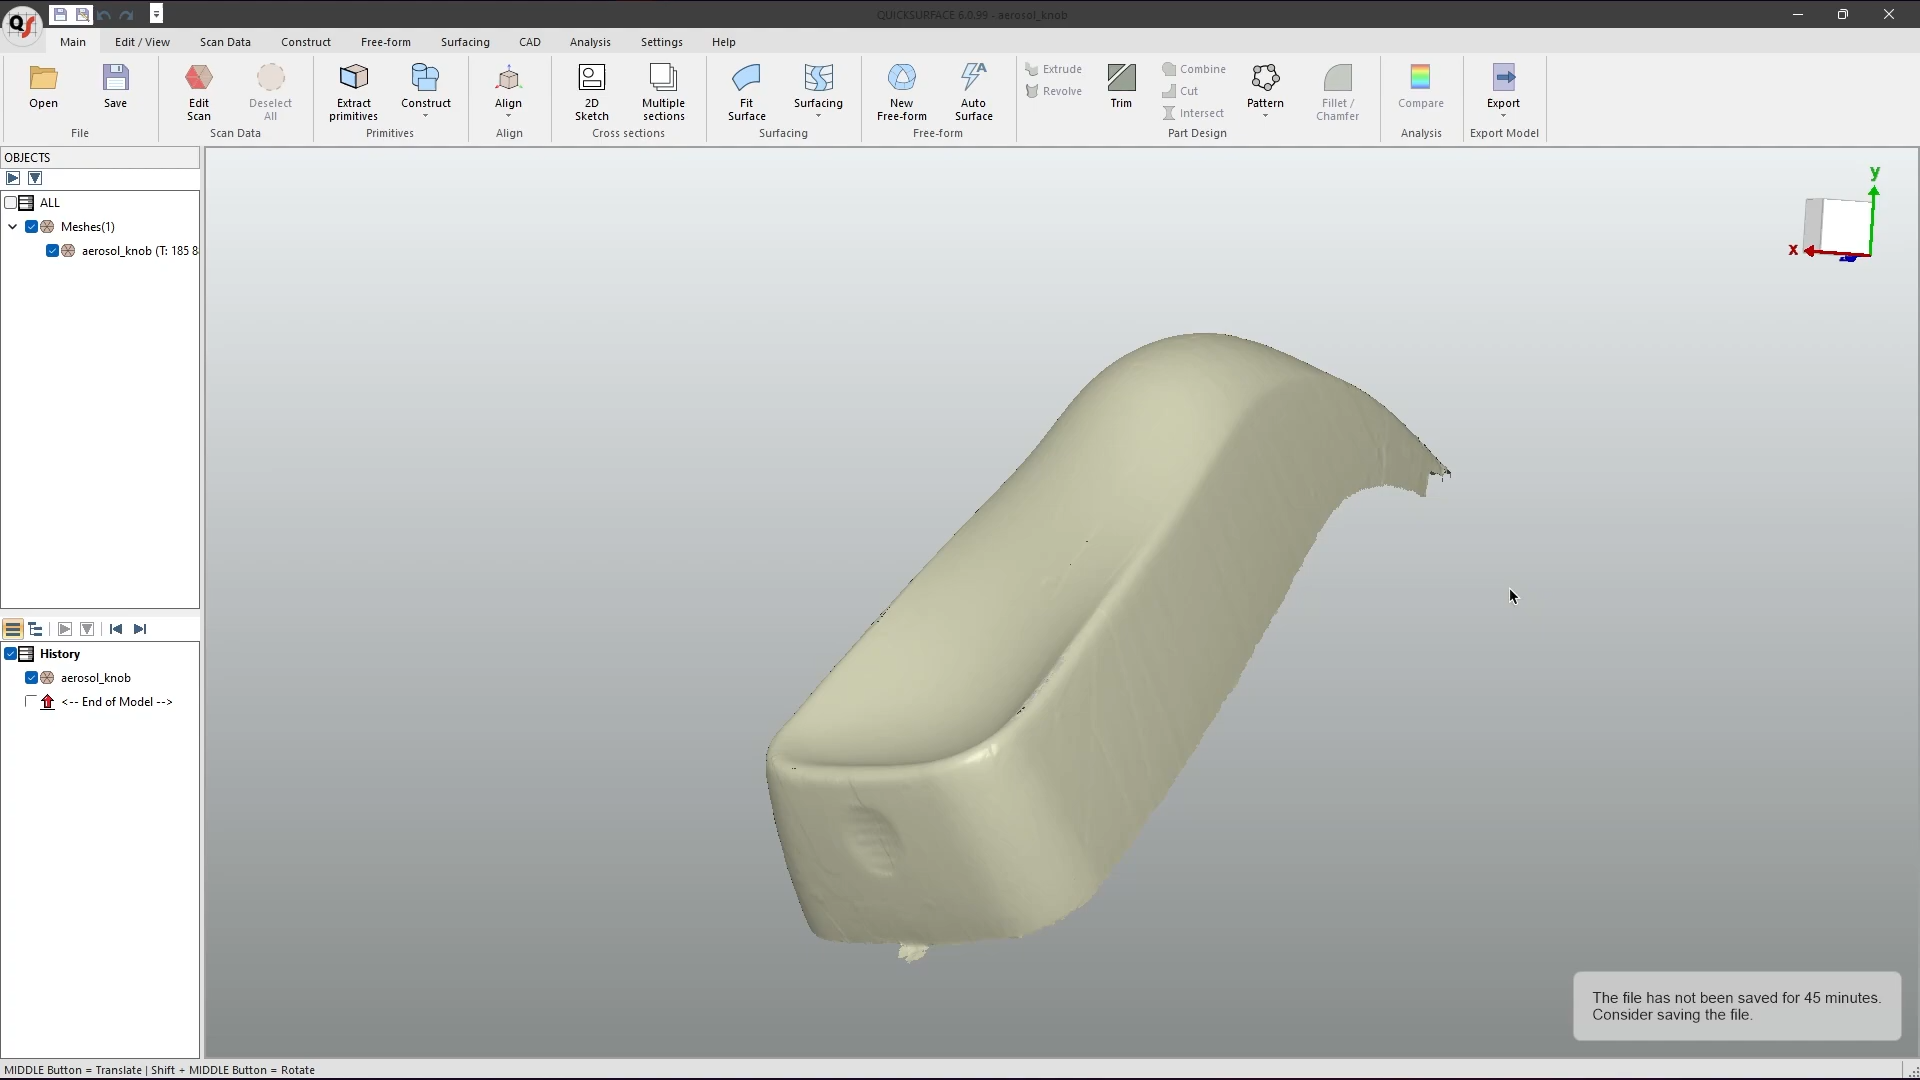 QS
QUICKSURFACE 6.0.99 - aerosol_knob
Main Edit / View Scan Data Construct Free-form Surfacing CAD Analysis Settings Help
Open Save
File
Edit Scan Deselect All
Scan Data
Extract primitives Construct
Primitives
Align
Align
2D Sketch Multiple sections
Cross sections
Fit Surface Surfacing
Surfacing
New Free-form Auto Surface
Free-form
Extrude
Revolve
Trim
Combine
Cut
Intersect
Pattern
Fillet / Chamfer
Part Design
Compare
Analysis
Export
Export Model
OBJECTS
ALL
Meshes(1)
aerosol_knob (T: 185 8
y
x
History
aerosol_knob
<-- End of Model -->
The file has not been saved for 45 minutes.
Consider saving the file.
MIDDLE Button = Translate | Shift + MIDDLE Button = Rotate